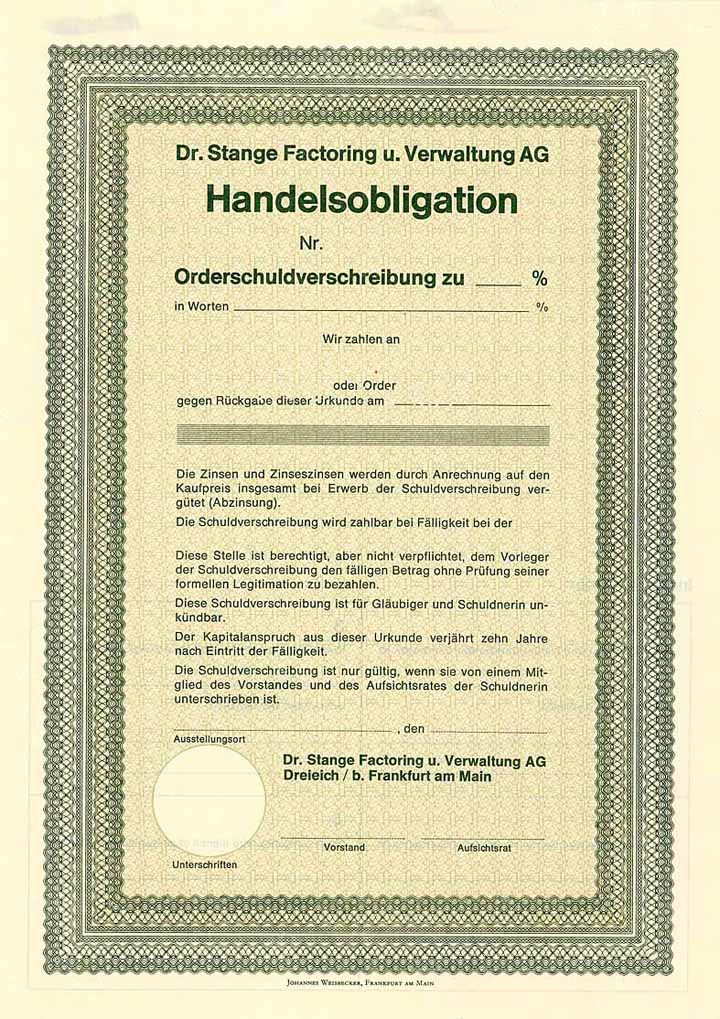 Dr. Stange Factoring u. Verwaltung AG
Handelsobligation
Nr.
Orderschuldverschreibung zu ____ %
in Worten ____ %
Wir zahlen an
oder Order
gegen Rückgabe dieser Urkunde am ____
Die Zinsen und Zinseszinsen werden durch Anrechnung auf den
Kaufpreis insgesamt bei Erwerb der Schuldverschreibung ver-
gütet (Abzinsung).
Die Schuldverschreibung wird zahlbar bei Fälligkeit bei der
Diese Stelle ist berechtigt, aber nicht verpflichtet, dem Vorleger
der Schuldverschreibung den fälligen Betrag ohne Prüfung seiner
formellen Legitimation zu bezahlen.
Diese Schuldverschreibung ist für Gläubiger und Schuldnerin un-
kündbar.
Der Kapitalanspruch aus dieser Urkunde verjährt zehn Jahre
nach Eintritt der Fälligkeit.
Die Schuldverschreibung ist nur gültig, wenn sie von einem Mit-
glied des Vorstandes und des Aufsichtsrates der Schuldnerin
unterschrieben ist.
, den
Ausstellungsort
Dr. Stange Factoring u. Verwaltung AG
Dreieich / b. Frankfurt am Main
Vorstand Aufsichtsrat
Unterschriften
Johannes Weisbecker, Frankfurt am Main